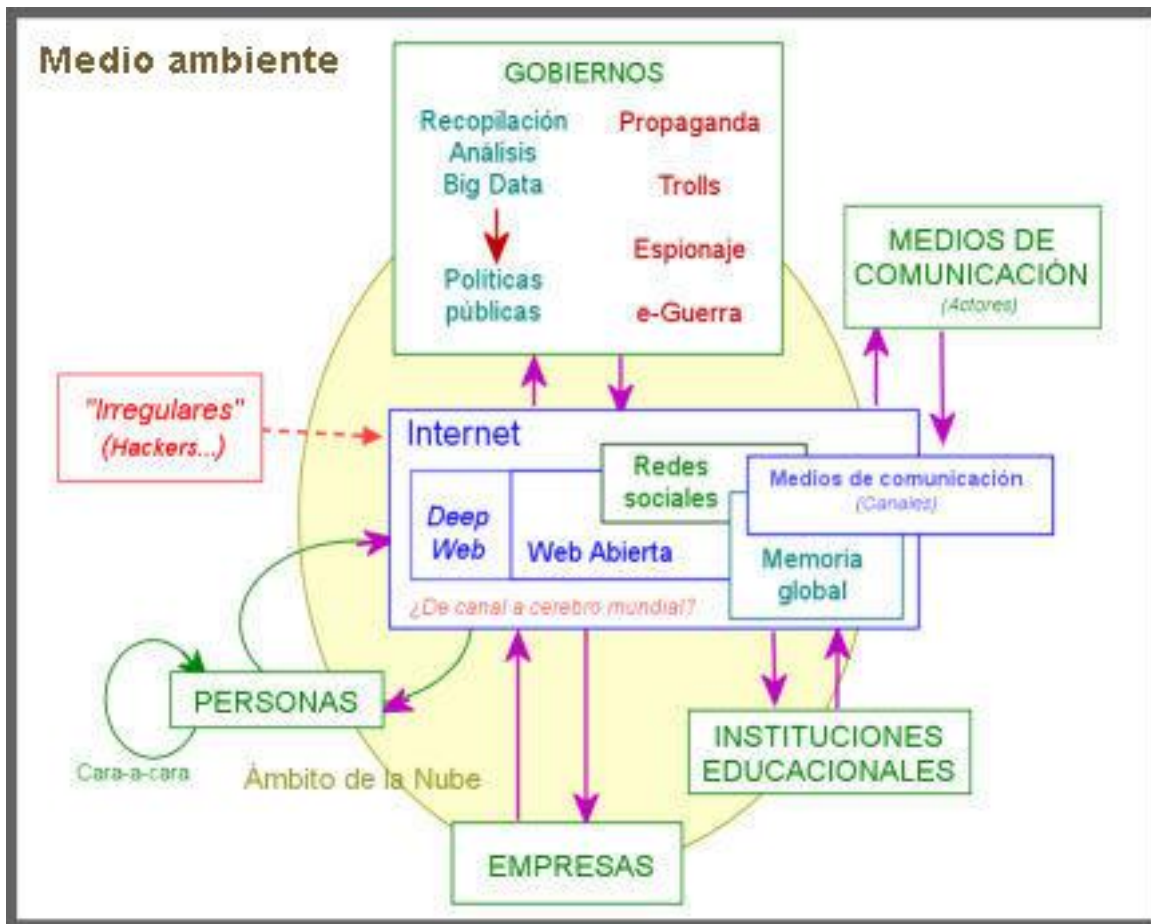 Medio ambiente
GOBIERNOS
Recopilación
Análisis
Big Data
Políticas
públicas
Propaganda
Trolls
Espionaje
e-Guerra
MEDIOS DE
COMUNICACIÓN
(Actores)
"Irregulares"
(Hackers...)
Internet
Redes
sociales
Medios de comunicación
(Canales)
Deep
Web
Web Abierta
Memoria
global
¿De canal a cerebro mundial?
PERSONAS
Cara-a-cara
Ámbito de la Nube
INSTITUCIONES
EDUCACIONALES
EMPRESAS